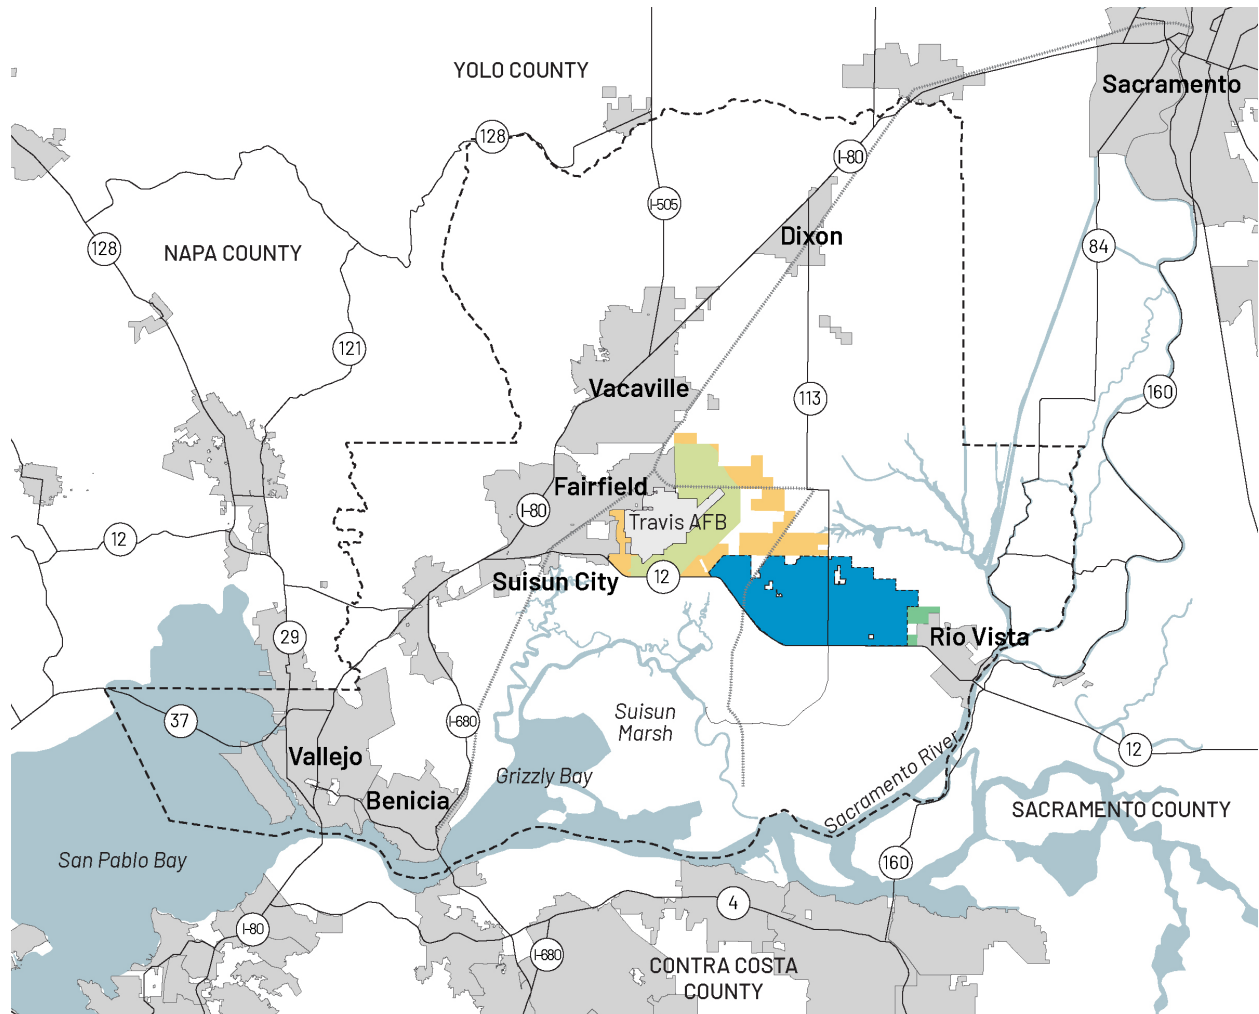 YOLO COUNTY
Sacramento
128
I-80
I-505
Dixon
84
128
NAPA COUNTY
121
Vacaville
113
160
Fairfield
I-80
Travis AFB
12
Suisun City
12
29
Rio Vista
37
I-680
Suisun
Marsh
Vallejo
Grizzly Bay
12
Benicia
Sacramento River
SACRAMENTO COUNTY
San Pablo Bay
160
4
I-80
I-680
CONTRA COSTA
COUNTY